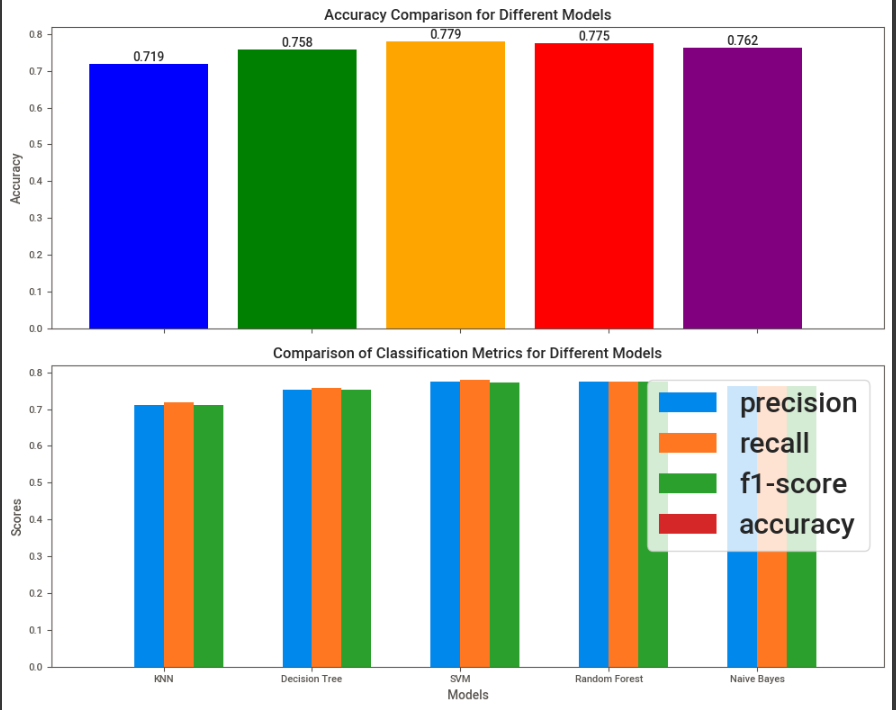 Accuracy Comparison for Different Models
0.8
0.7
0.6
0.5
0.4
0.3
0.2
0.1
0.0
Accuracy
0.719
0.758
0.779
0.775
0.762
Comparison of Classification Metrics for Different Models
0.8
0.7
0.6
0.5
0.4
0.3
0.2
0.1
0.0
Scores
precision
recall
f1-score
accuracy
KNN
Decision Tree
SVM
Random Forest
Naive Bayes
Models